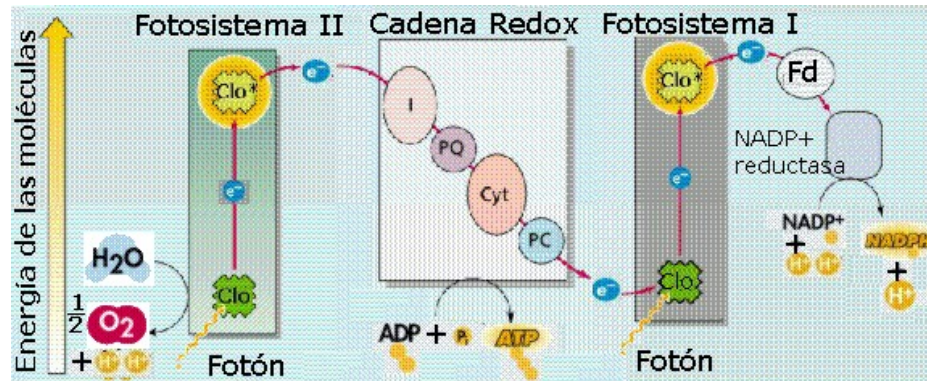 Energía de las moléculas
Fotosistema II
Cadena Redox
Fotosistema I
Clo*
e⁻
e⁻
Clo
H₂O
1/2 O₂
+ H⁺ H⁺
Fotón
I
PQ
Cyt
PC
e⁻
ADP + Pᵢ
ATP
Clo*
e⁻
Clo
Fotón
e⁻
Fd
NADP+
reductasa
NADP⁺
+
H⁺ H⁺
NADPH
+
H⁺